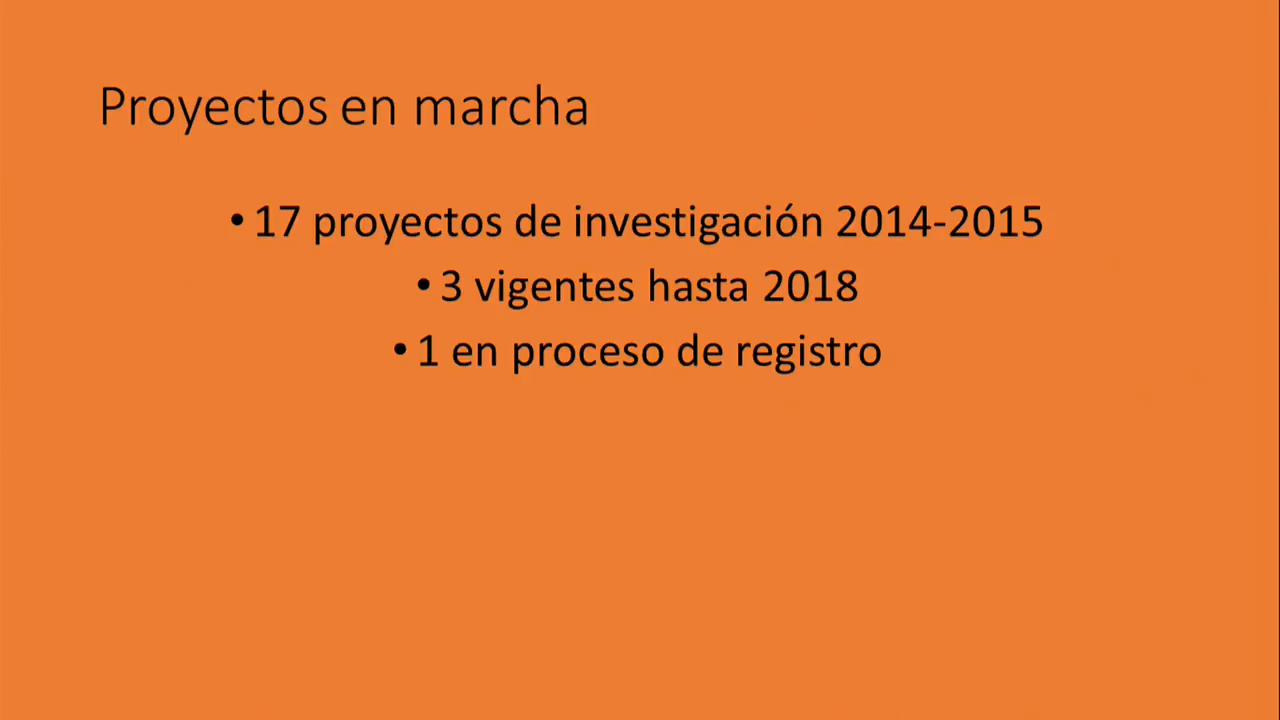 Proyectos en marcha
• 17 proyectos de investigación 2014-2015
• 3 vigentes hasta 2018
• 1 en proceso de registro